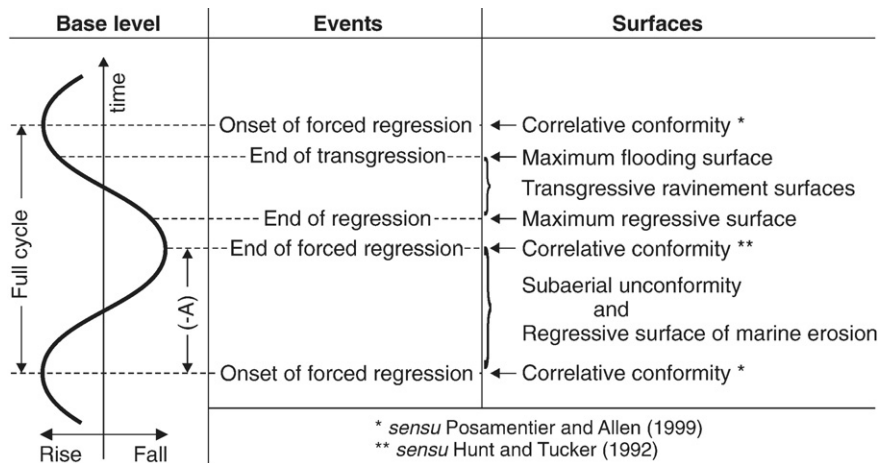 Base level Events Surfaces
time
Onset of forced regression Correlative conformity *
End of transgression Maximum flooding surface
Transgressive ravinement surfaces
End of regression Maximum regressive surface
End of forced regression Correlative conformity **
Full cycle
(-A)
Subaerial unconformity
and
Regressive surface of marine erosion
Onset of forced regression Correlative conformity *
* sensu Posamentier and Allen (1999)
** sensu Hunt and Tucker (1992)
Rise Fall